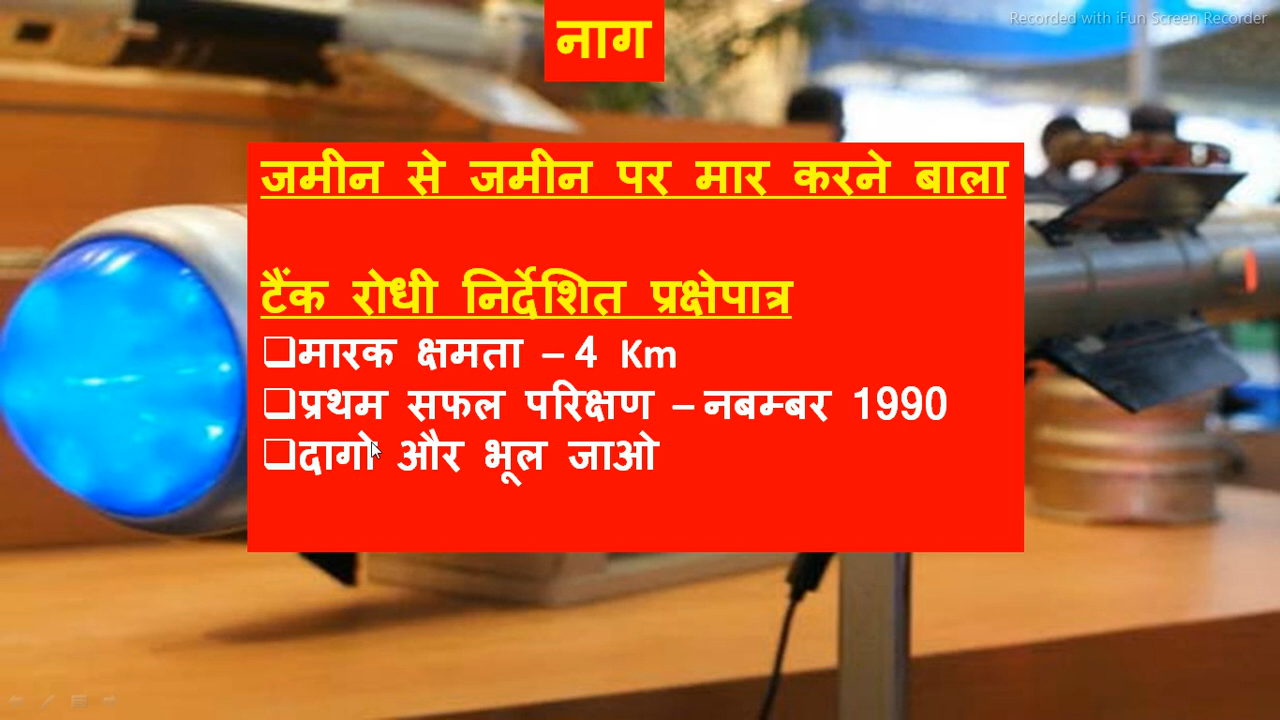 Recorded with iFun Screen Recorder
नाग
जमीन से जमीन पर मार करने बाला
टैंक रोधी निर्देशित प्रक्षेपात्र
❑मारक क्षमता – 4 Km
❑प्रथम सफल परिक्षण – नबम्बर 1990
❑दागो और भूल जाओ